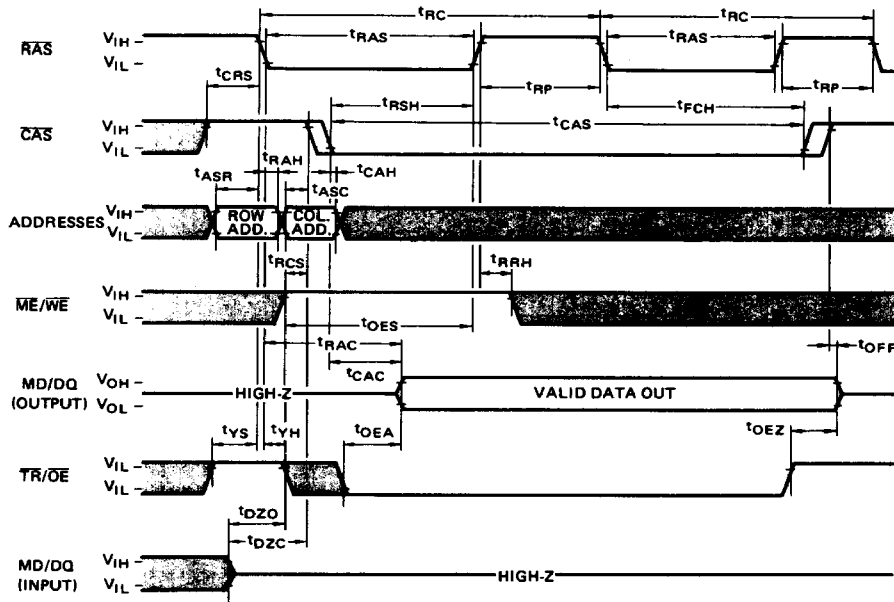 tRC tRC
RAS VIH tRAS tRAS
VIL
tCRS tRP tRP
tRSH tFCH
CAS VIH tCAS
VIL
tRAH
tASR tASC tCAH
ADDRESSES VIH ROW ADD. COL. ADD.
VIL
tRCS tRRH
ME/WE VIH
VIL
tOES
tRAC tOFF
tCAC
MD/DQ (OUTPUT) VOH HIGH-Z VALID DATA OUT
VOL
tYS tYH tOEA tOEZ
TR/OE VIL
VIL
tDZO
tDZC
MD/DQ (INPUT) VIH HIGH-Z
VIL